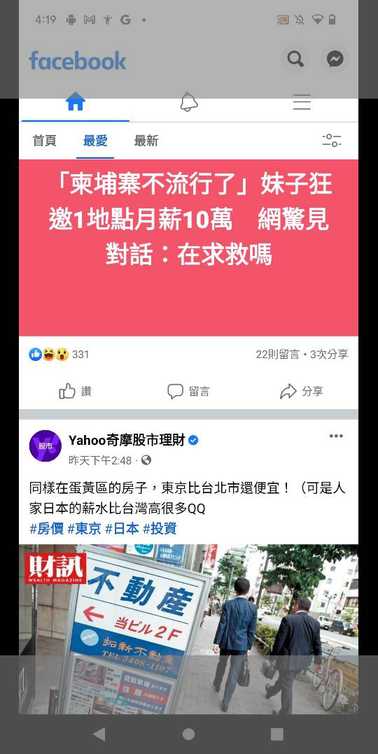 4:19
facebook
首頁
最愛
最新
「柬埔寨不流行了」妹子狂
邀1地點月薪10萬 網驚見
對話：在求救嗎
331
22則留言・3次分享
讚
留言
分享
股市
Yahoo奇摩股市理財
昨天下午2:48
同樣在蛋黃區的房子，東京比台北市還便宜！（可是人
家日本的薪水比台灣高很多QQ
#房價 #東京 #日本 #投資
財訊
WEALTH MAGAZINE
不動産
当ビル2F